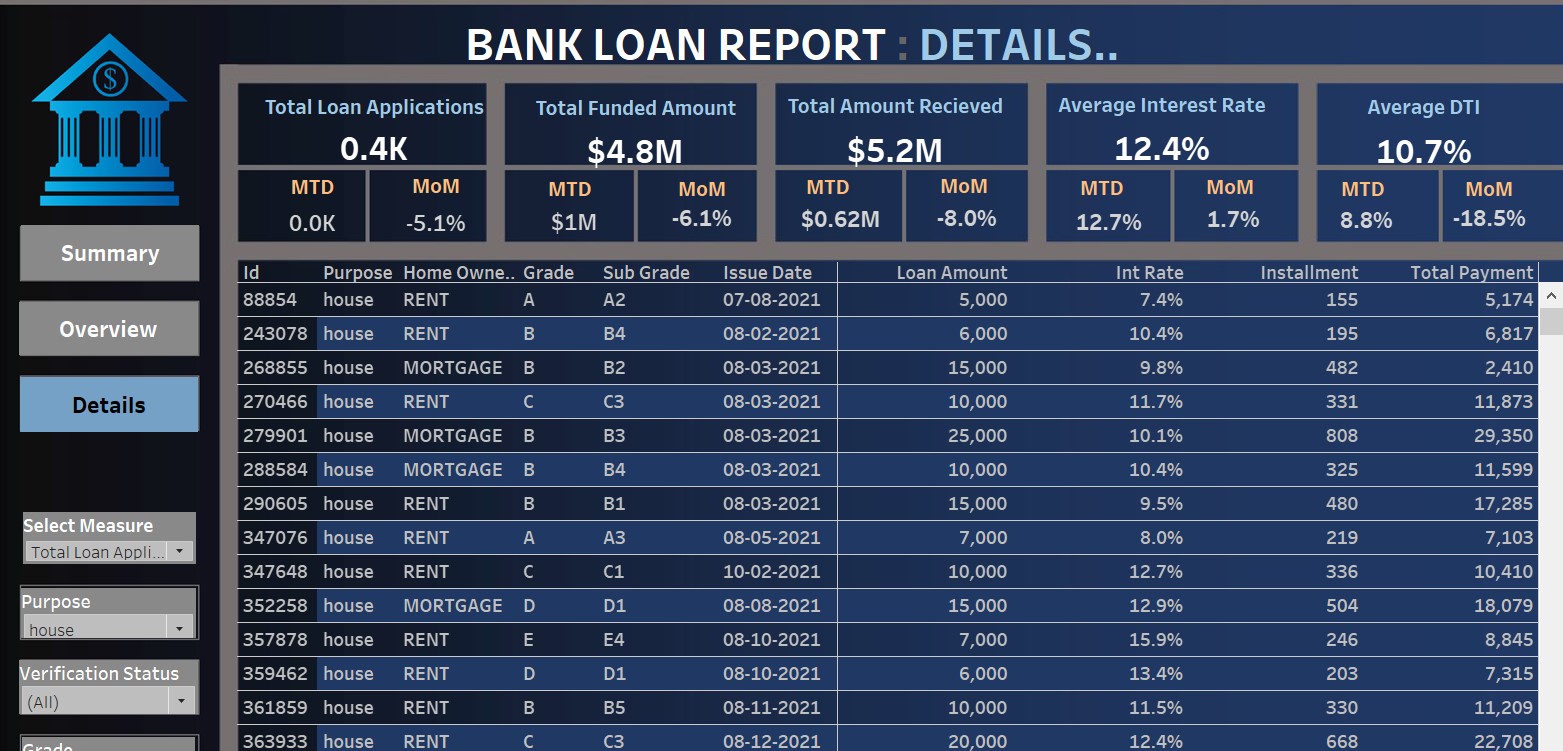 BANK LOAN REPORT : DETAILS..
$
Total Loan Applications
0.4K
MTD MoM
0.0K -5.1%
Total Funded Amount
$4.8M
MTD MoM
$1M -6.1%
Total Amount Recieved
$5.2M
MTD MoM
$0.62M -8.0%
Average Interest Rate
12.4%
MTD MoM
12.7% 1.7%
Average DTI
10.7%
MTD MoM
8.8% -18.5%
Summary
Overview
Details
Select Measure
Total Loan Appli...
Purpose
house
Verification Status
(All)
Grade
Id Purpose Home Owne.. Grade Sub Grade Issue Date Loan Amount Int Rate Installment Total Payment
88854 house RENT A A2 07-08-2021 5,000 7.4% 155 5,174
243078 house RENT B B4 08-02-2021 6,000 10.4% 195 6,817
268855 house MORTGAGE B B2 08-03-2021 15,000 9.8% 482 2,410
270466 house RENT C C3 08-03-2021 10,000 11.7% 331 11,873
279901 house MORTGAGE B B3 08-03-2021 25,000 10.1% 808 29,350
288584 house MORTGAGE B B4 08-03-2021 10,000 10.4% 325 11,599
290605 house RENT B B1 08-03-2021 15,000 9.5% 480 17,285
347076 house RENT A A3 08-05-2021 7,000 8.0% 219 7,103
347648 house RENT C C1 10-02-2021 10,000 12.7% 336 10,410
352258 house MORTGAGE D D1 08-08-2021 15,000 12.9% 504 18,079
357878 house RENT E E4 08-10-2021 7,000 15.9% 246 8,845
359462 house RENT D D1 08-10-2021 6,000 13.4% 203 7,315
361859 house RENT B B5 08-11-2021 10,000 11.5% 330 11,209
363933 house RENT C C3 08-12-2021 20,000 12.4% 668 22,708